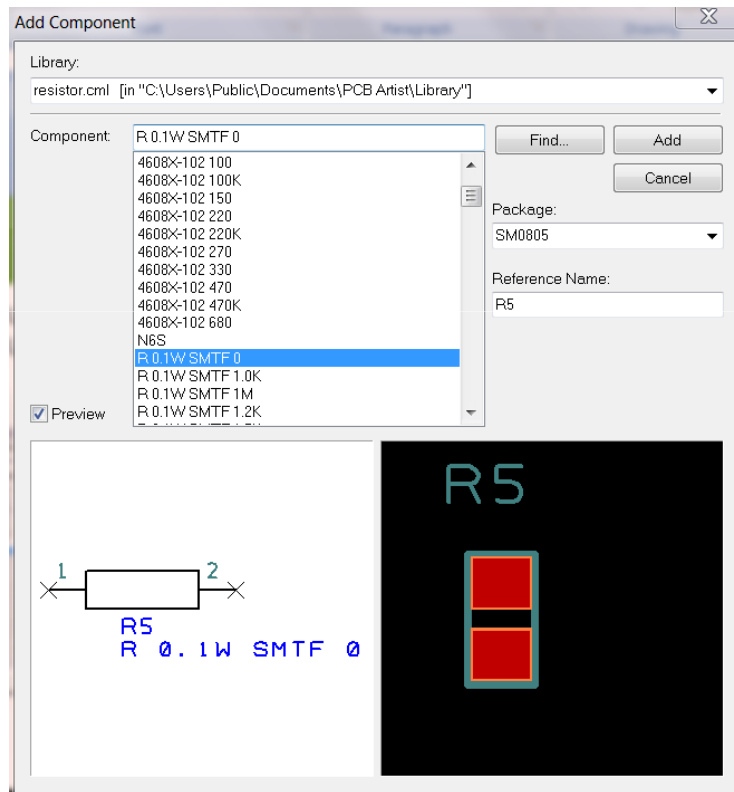 Add Component
Library:
resistor.cml [in "C:\Users\Public\Documents\PCB Artist\Library"]
Component:
R 0.1W SMTF 0
Find...
Add
Cancel
4608X-102 100
4608X-102 100K
4608X-102 150
4608X-102 220
4608X-102 220K
4608X-102 270
4608X-102 330
4608X-102 470
4608X-102 470K
4608X-102 680
N6S
R 0.1W SMTF 0
R 0.1W SMTF 1.0K
R 0.1W SMTF 1M
R 0.1W SMTF 1.2K
Package:
SM0805
Reference Name:
R5
Preview
1 2
R5
R 0.1W SMTF 0
R5